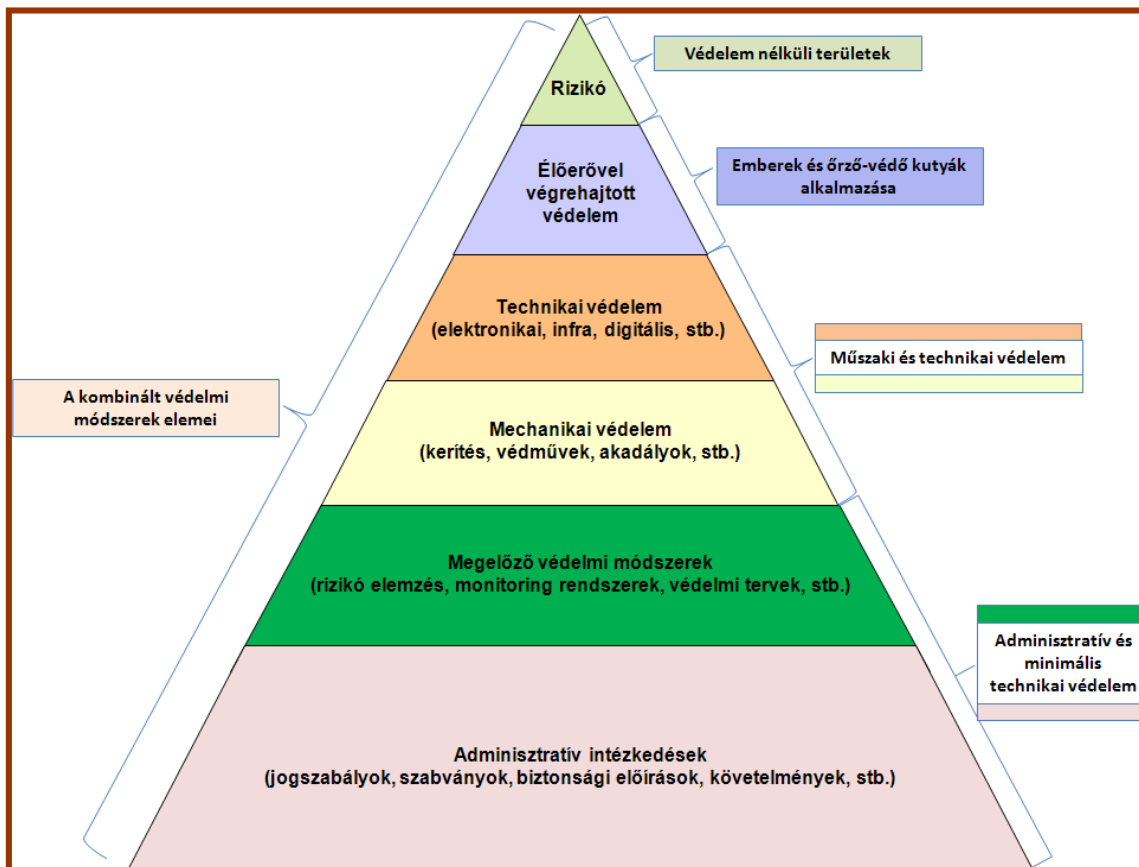 Védelem nélküli területek
Rizikó
Élőerővel
végrehajtott
védelem
Emberek és őrző-védő kutyák
alkalmazása
Technikai védelem
(elektronikai, infra, digitális, stb.)
Műszaki és technikai védelem
A kombinált védelmi
módszerek elemei
Mechanikai védelem
(kerítés, védművek, akadályok, stb.)
Megelőző védelmi módszerek
(rizikó elemzés, monitoring rendszerek, védelmi tervek, stb.)
Adminisztratív és
minimális
technikai védelem
Adminisztratív intézkedések
(jogszabályok, szabványok, biztonsági előírások, követelmények, stb.)